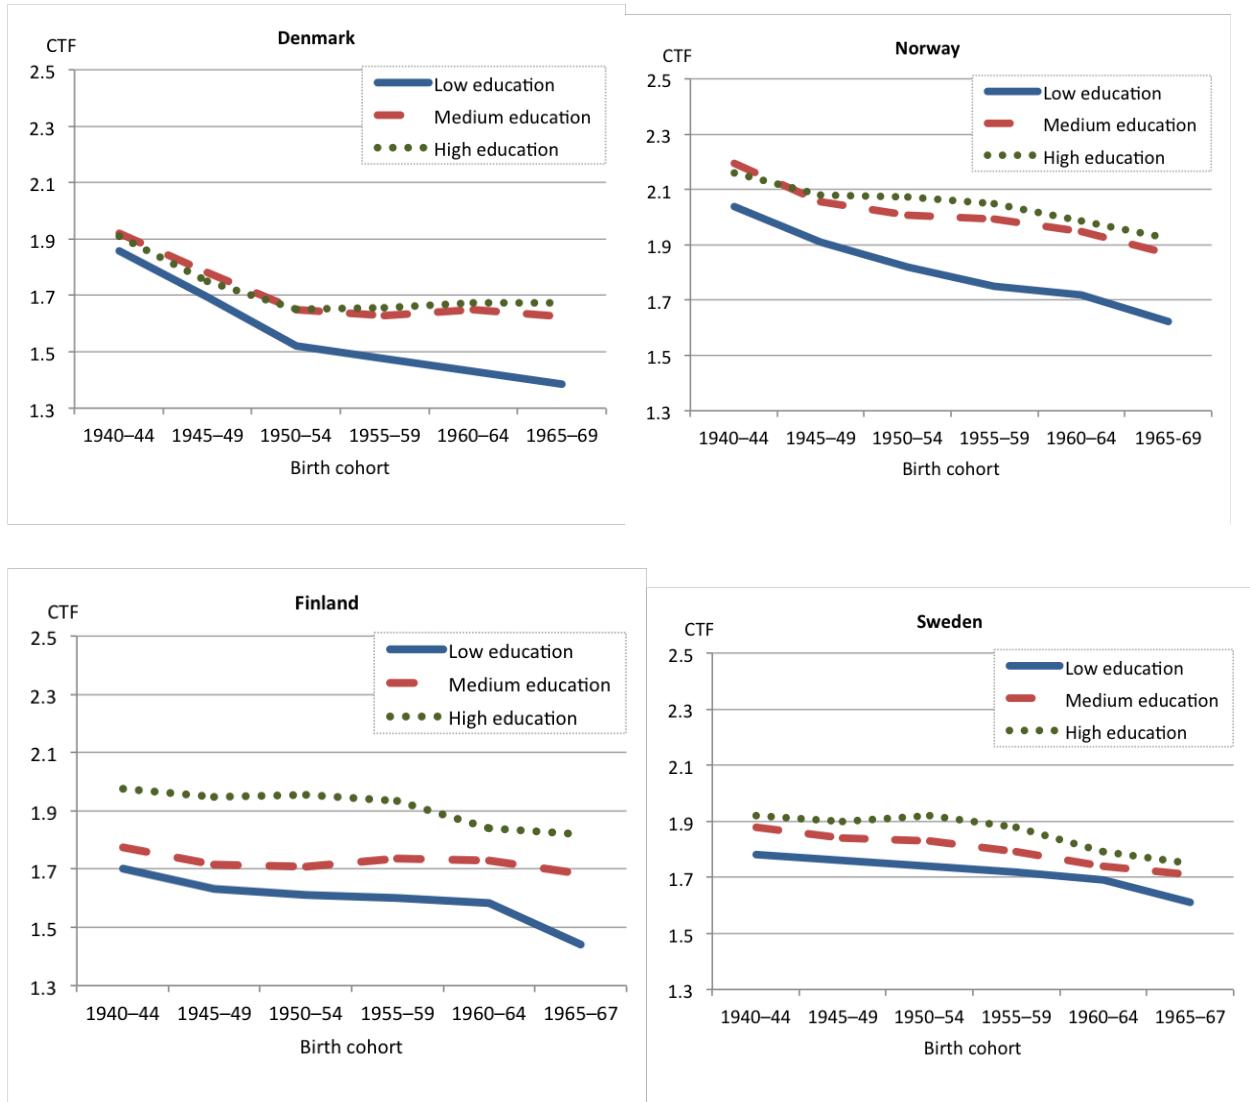 Denmark
CTF
2.5
2.3
2.1
1.9
1.7
1.5
1.3
Low education
Medium education
High education
1940–44 1945–49 1950–54 1955–59 1960–64 1965–69
Birth cohort
Norway
CTF
2.5
2.3
2.1
1.9
1.7
1.5
1.3
Low education
Medium education
High education
1940–44 1945–49 1950–54 1955–59 1960–64 1965-69
Birth cohort
Finland
CTF
2.5
2.3
2.1
1.9
1.7
1.5
1.3
Low education
Medium education
High education
1940–44 1945–49 1950–54 1955–59 1960–64 1965–67
Birth cohort
Sweden
CTF
2.5
2.3
2.1
1.9
1.7
1.5
1.3
Low education
Medium education
High education
1940–44 1945–49 1950–54 1955–59 1960–64 1965–67
Birth cohort